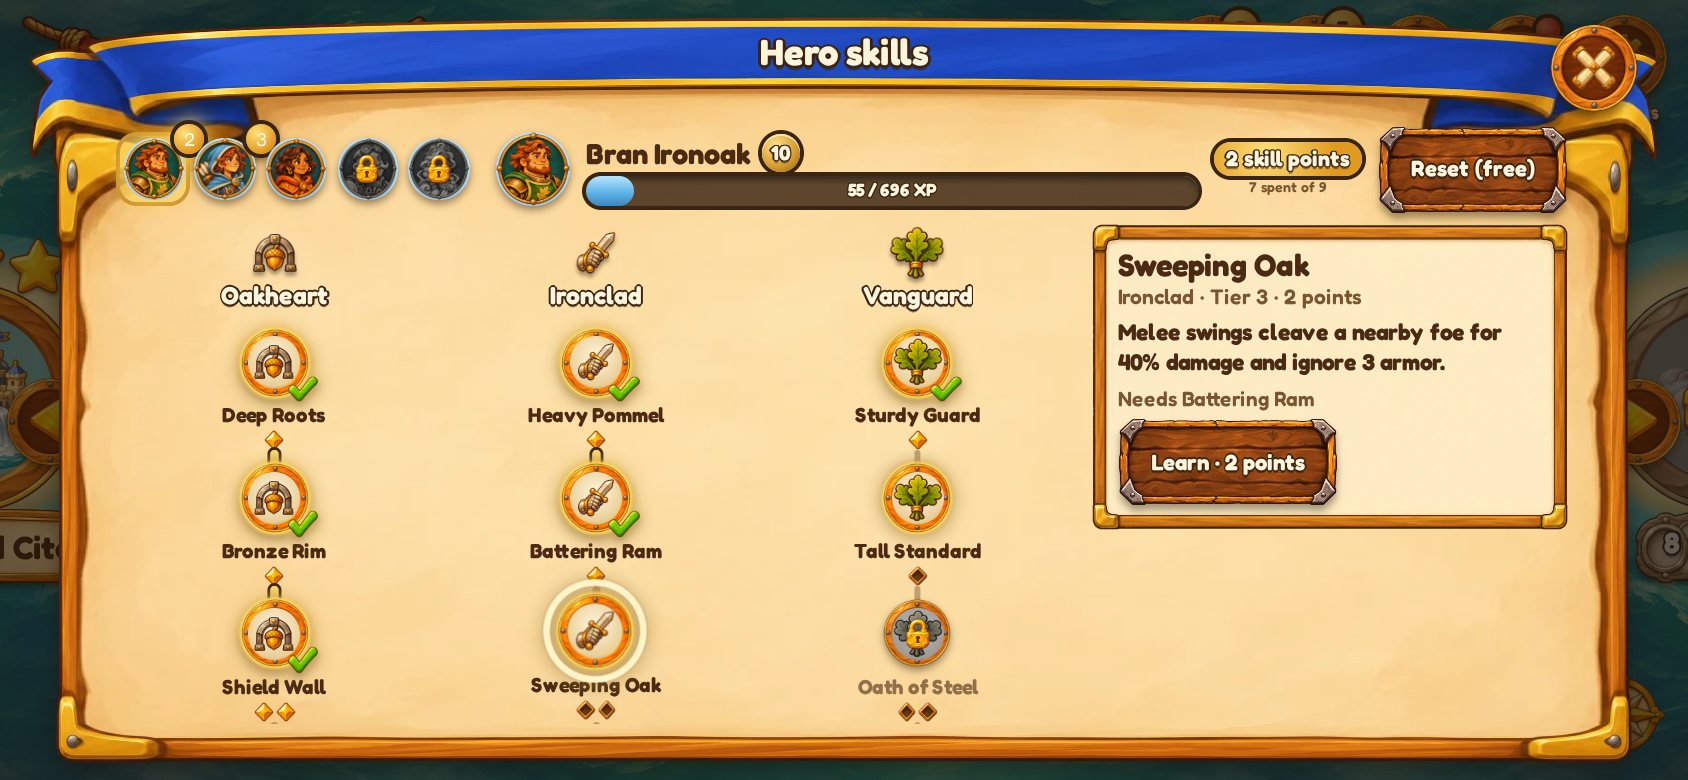 Hero skills
2
3
Bran Ironoak 10
55 / 696 XP
2 skill points
7 spent of 9
Reset (free)
Oakheart
Ironclad
Vanguard
Deep Roots
Heavy Pommel
Sturdy Guard
Bronze Rim
Battering Ram
Tall Standard
Shield Wall
Sweeping Oak
Oath of Steel
Sweeping Oak
Ironclad · Tier 3 · 2 points
Melee swings cleave a nearby foe for
40% damage and ignore 3 armor.
Needs Battering Ram
Learn · 2 points
8